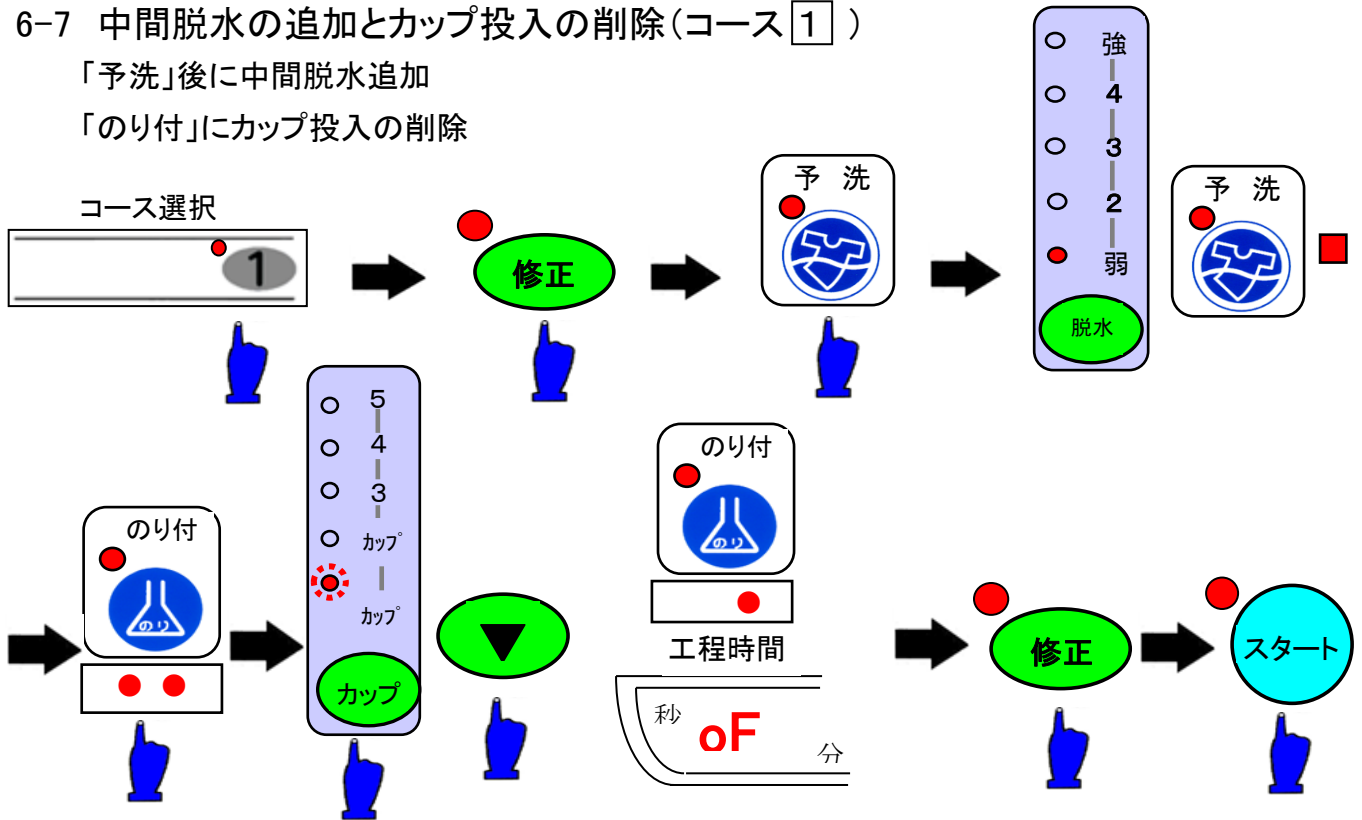 6-7 中間脱水の追加とカップ投入の削除(コース1)
「予洗」後に中間脱水追加
「のり付」にカップ投入の削除
コース選択
1
修正
予 洗
強
4
3
2
弱
脱水
予 洗
のり付
のり
5
4
3
カップ
カップ
カップ
▼
のり付
のり
工程時間
秒 oF 分
修正
スタート